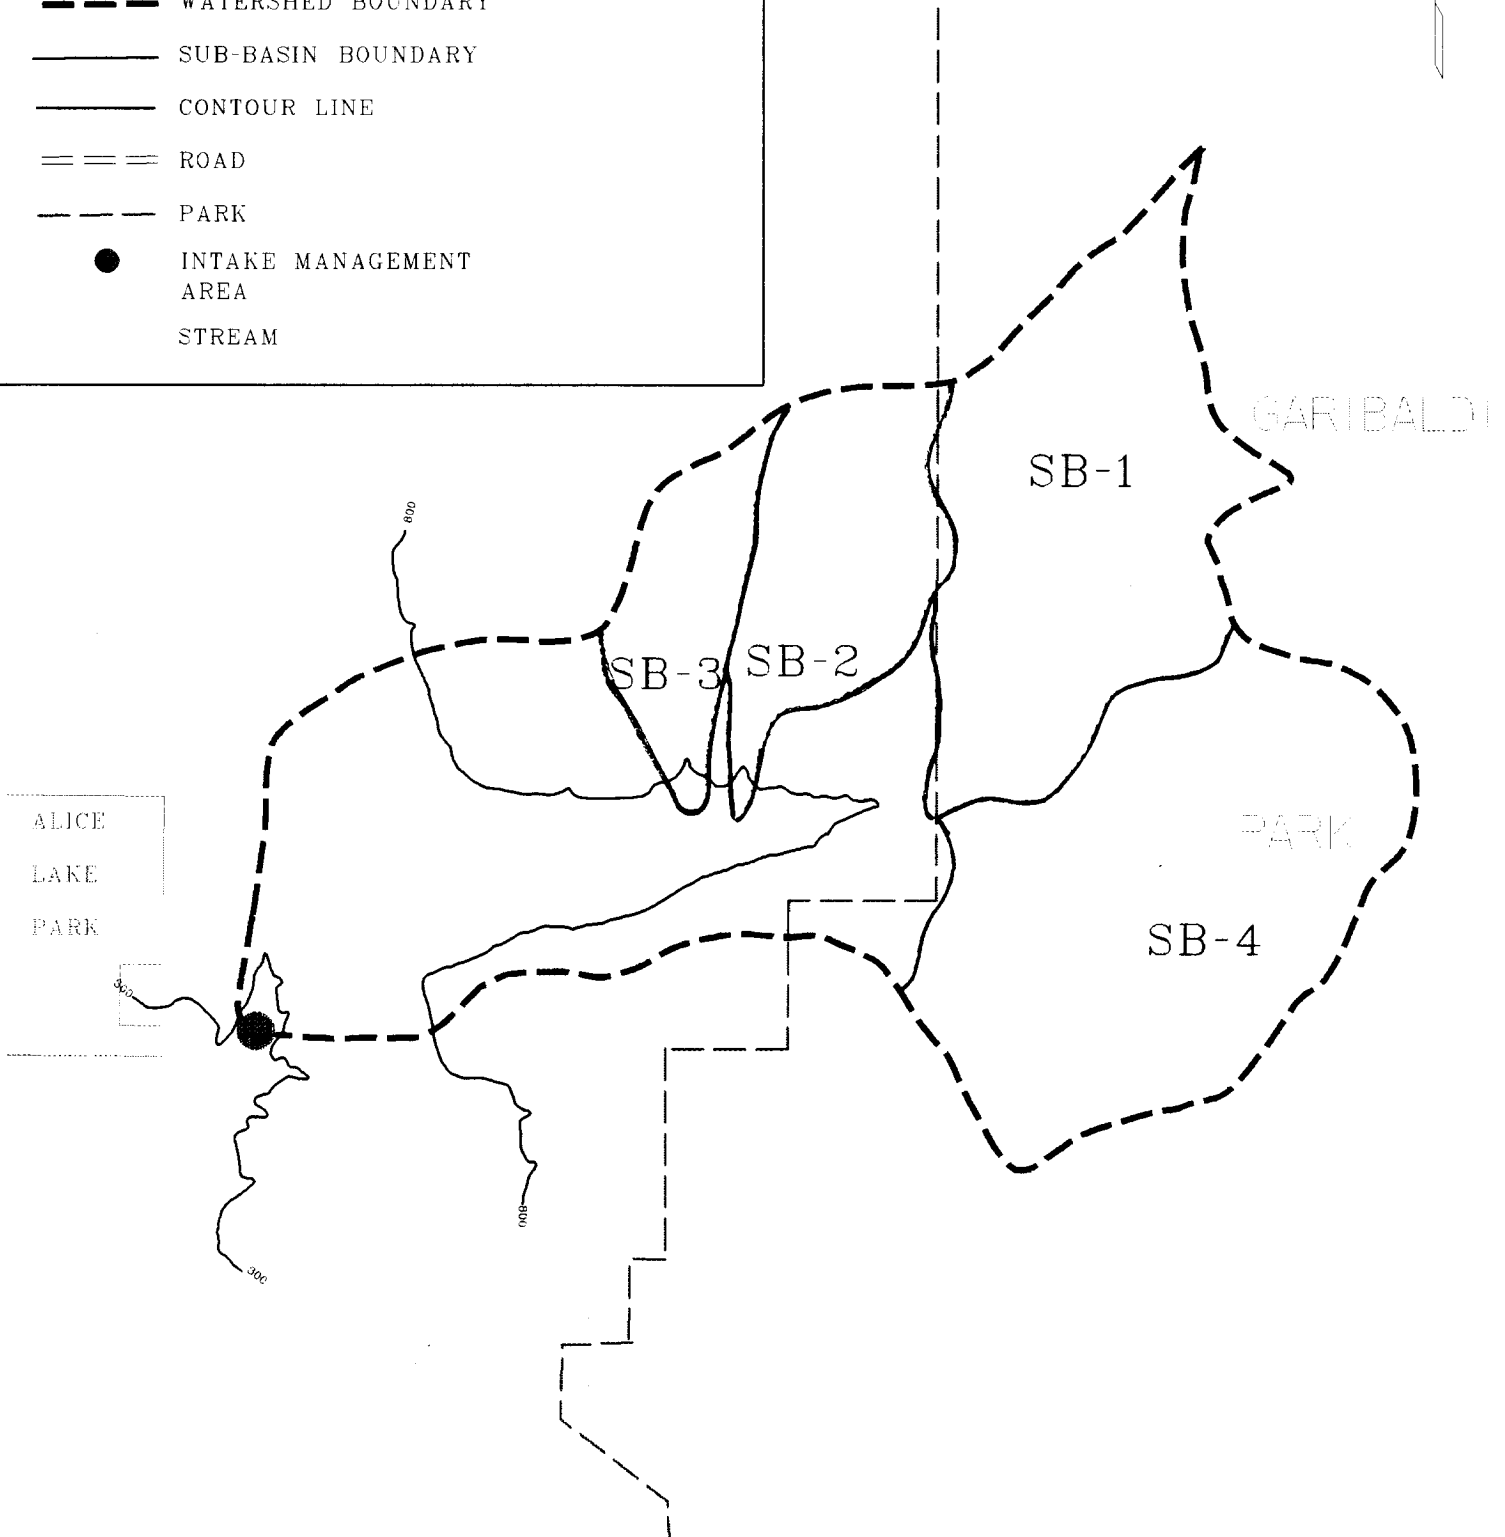 WATERSHED BOUNDARY
SUB-BASIN BOUNDARY
CONTOUR LINE
ROAD
PARK
INTAKE MANAGEMENT
AREA
STREAM
GARIBALDI
SB-1
800
SB-3
SB-2
ALICE
LAKE
PARK
PARK
SB-4
300
800
300